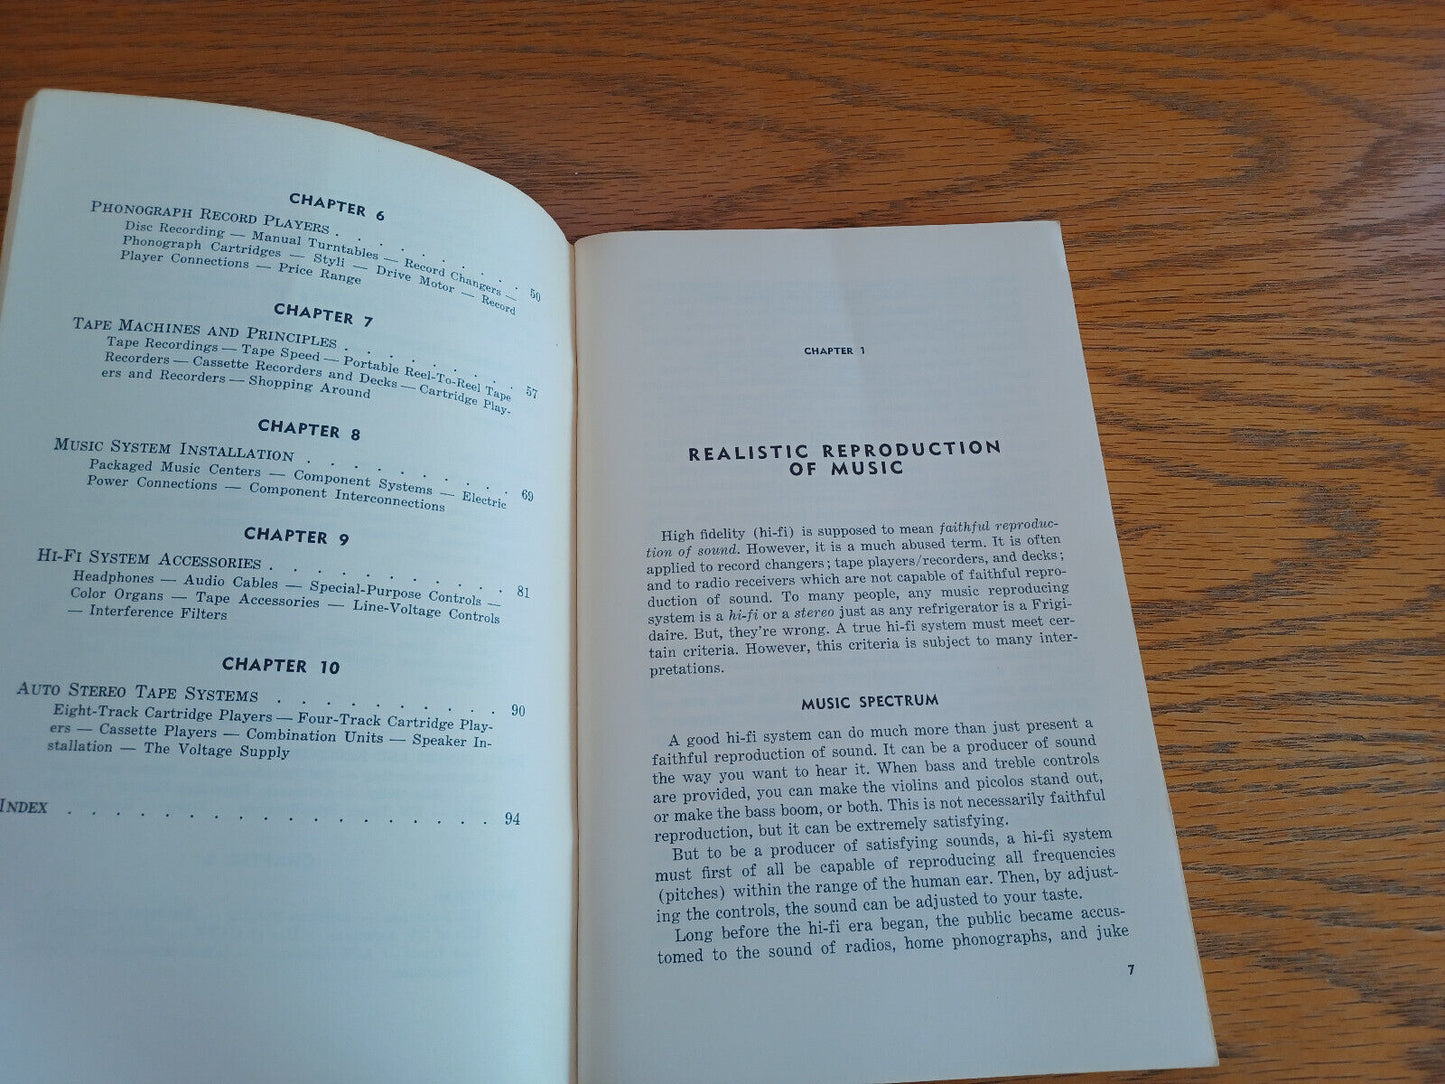 CHAPTER 6
PHONOGRAPH RECORD PLAYERS . . . . . . . . . . 50
Disc Recording — Manual Turntables — Record Changers —
Phonograph Cartridges — Styli — Drive Motor — Record
Player Connections — Price Range
CHAPTER 7
TAPE MACHINES AND PRINCIPLES . . . . . . . . . . 57
Tape Recordings — Tape Speed — Portable Reel-To-Reel Tape
Recorders — Cassette Recorders and Decks — Cartridge Play-
ers and Recorders — Shopping Around
CHAPTER 8
MUSIC SYSTEM INSTALLATION . . . . . . . . . . 69
Packaged Music Centers — Component Systems — Electric
Power Connections — Component Interconnections
CHAPTER 9
HI-FI SYSTEM ACCESSORIES . . . . . . . . . . . . 81
Headphones — Audio Cables — Special-Purpose Controls —
Color Organs — Tape Accessories — Line-Voltage Controls
— Interference Filters
CHAPTER 10
AUTO STEREO TAPE SYSTEMS . . . . . . . . . . 90
Eight-Track Cartridge Players — Four-Track Cartridge Play-
ers — Cassette Players — Combination Units — Speaker In-
stallation — The Voltage Supply
INDEX . . . . . . . . . . . . . . . . . . 94
CHAPTER 1
REALISTIC REPRODUCTION
OF MUSIC
High fidelity (hi-fi) is supposed to mean faithful reproduc-
tion of sound. However, it is a much abused term. It is often
applied to record changers; tape players/recorders, and decks;
and to radio receivers which are not capable of faithful repro-
duction of sound. To many people, any music reproducing
system is a hi-fi or a stereo just as any refrigerator is a Frigi-
daire. But, they're wrong. A true hi-fi system must meet cer-
tain criteria. However, this criteria is subject to many inter-
pretations.
MUSIC SPECTRUM
A good hi-fi system can do much more than just present a
faithful reproduction of sound. It can be a producer of sound
the way you want to hear it. When bass and treble controls
are provided, you can make the violins and picolos stand out,
or make the bass boom, or both. This is not necessarily faithful
reproduction, but it can be extremely satisfying.
But to be a producer of satisfying sounds, a hi-fi system
must first of all be capable of reproducing all frequencies
(pitches) within the range of the human ear. Then, by adjust-
ing the controls, the sound can be adjusted to your taste.
Long before the hi-fi era began, the public became accus-
tomed to the sound of radios, home phonographs, and juke
7